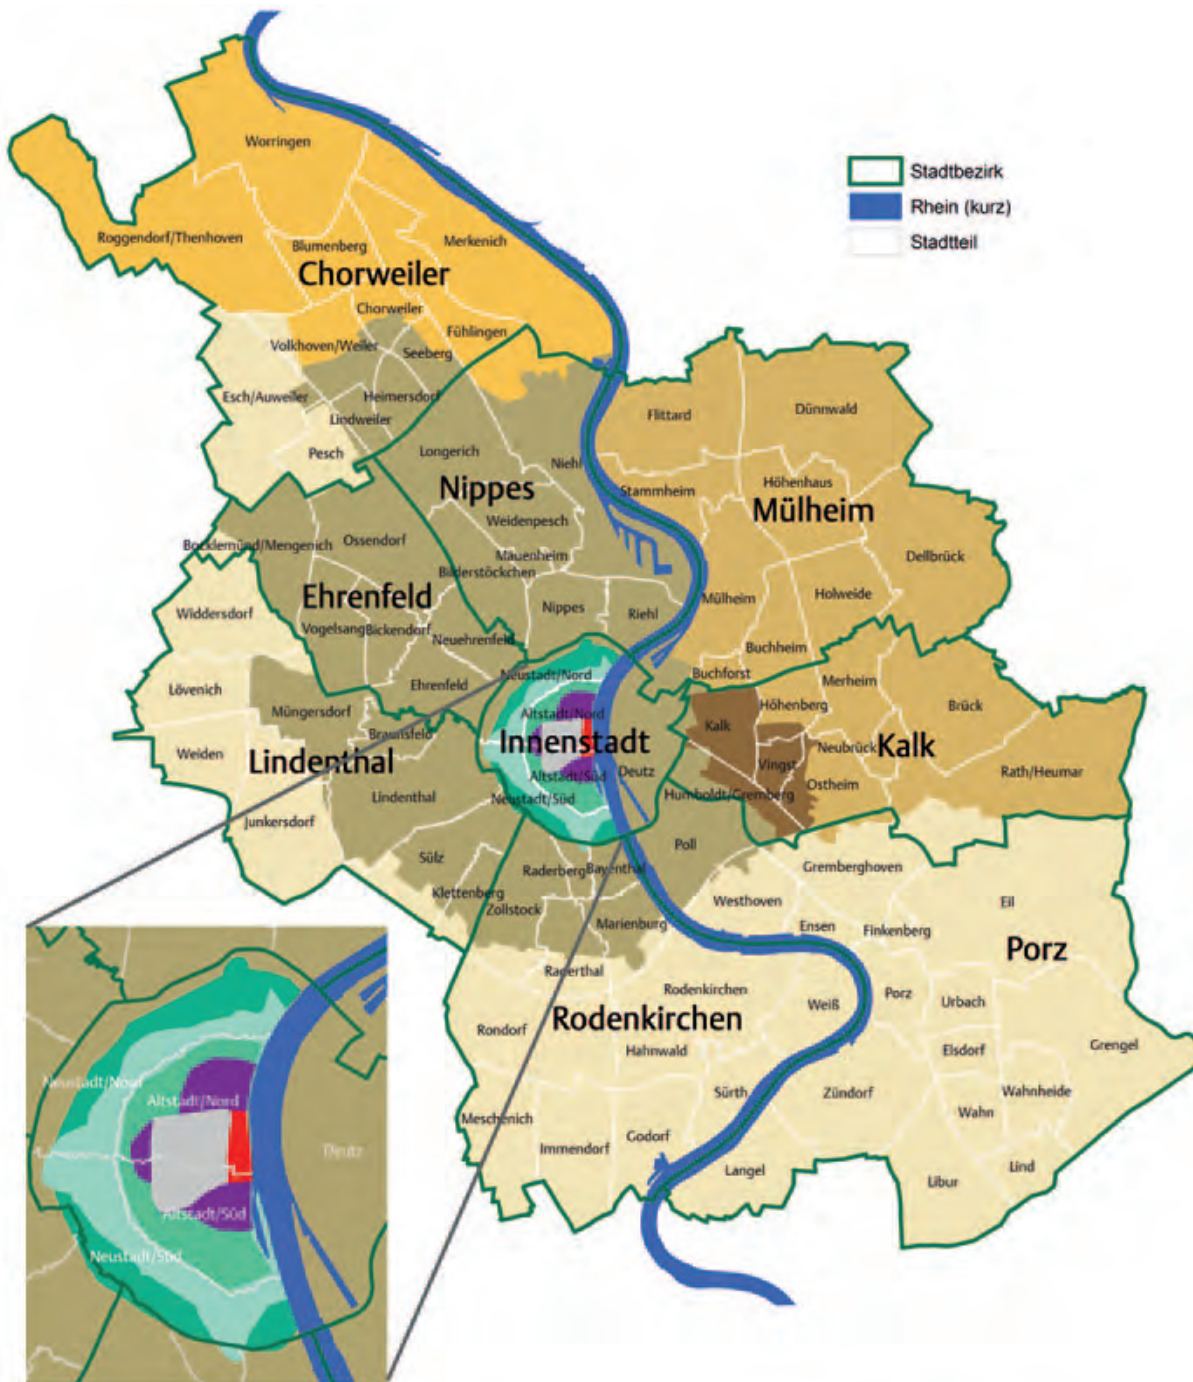 Worringen
Stadtbezirk
Rhein (kurz)
Stadtteil
Roggendorf/Thenhoven
Blumenberg
Merkenich
Chorweiler
Chorweiler
Fühlingen
Volkhoven/Weiler
Seeberg
Esch/Auweiler
Heimersdorf
Lindweiler
Pesch
Longerich
Niehl
Nippes
Weidenpesch
Mauenheim
Bilderstöckchen
Nippes
Riehl
Flittard
Dünnwald
Stammheim
Höhenhaus
Mülheim
Dellbrück
Mülheim
Holweide
Buchheim
Buchforst
Bocklemünd/Mengenich
Ossendorf
Ehrenfeld
Vogelsang
Bickendorf
Neuehrenfeld
Ehrenfeld
Widdersdorf
Lövenich
Müngersdorf
Braunsfeld
Weiden
Lindenthal
Lindenthal
Junkersdorf
Sülz
Klettenberg
Neustadt/Nord
Altstadt/Nord
Innenstadt
Altstadt/Süd
Deutz
Neustadt/Süd
Merheim
Brück
Höhenberg
Kalk
Neubrück
Kalk
Vingst
Rath/Heumar
Ostheim
Humboldt/Gremberg
Poll
Raderberg
Bayenthal
Zollstock
Marienburg
Raderthal
Rodenkirchen
Rodenkirchen
Weiß
Rondorf
Hahnwald
Sürth
Meschenich
Immendorf
Godorf
Gremberghoven
Westhoven
Eil
Ensen
Finkenberg
Porz
Porz
Urbach
Elsdorf
Grengel
Zündorf
Wahnheide
Wahn
Langel
Lind
Libur
Neustadt/Nord
Altstadt/Nord
Deutz
Altstadt/Süd
Neustadt/Süd